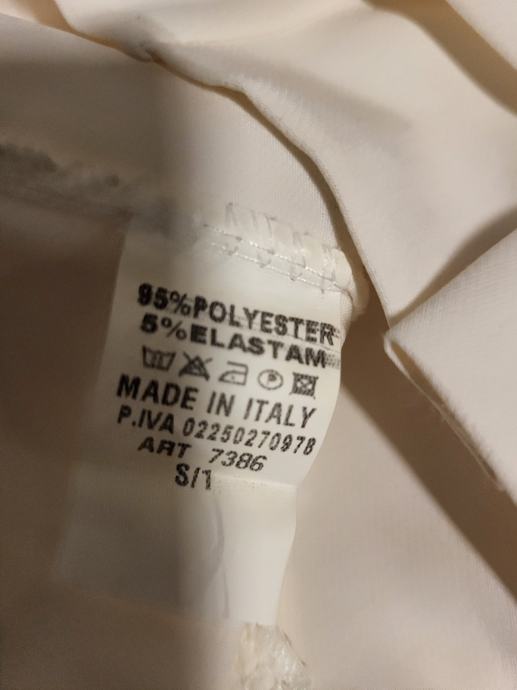 95%POLYESTER
5%ELASTAM
MADE IN ITALY
P.IVA 02250270978
ART 7386
S/1